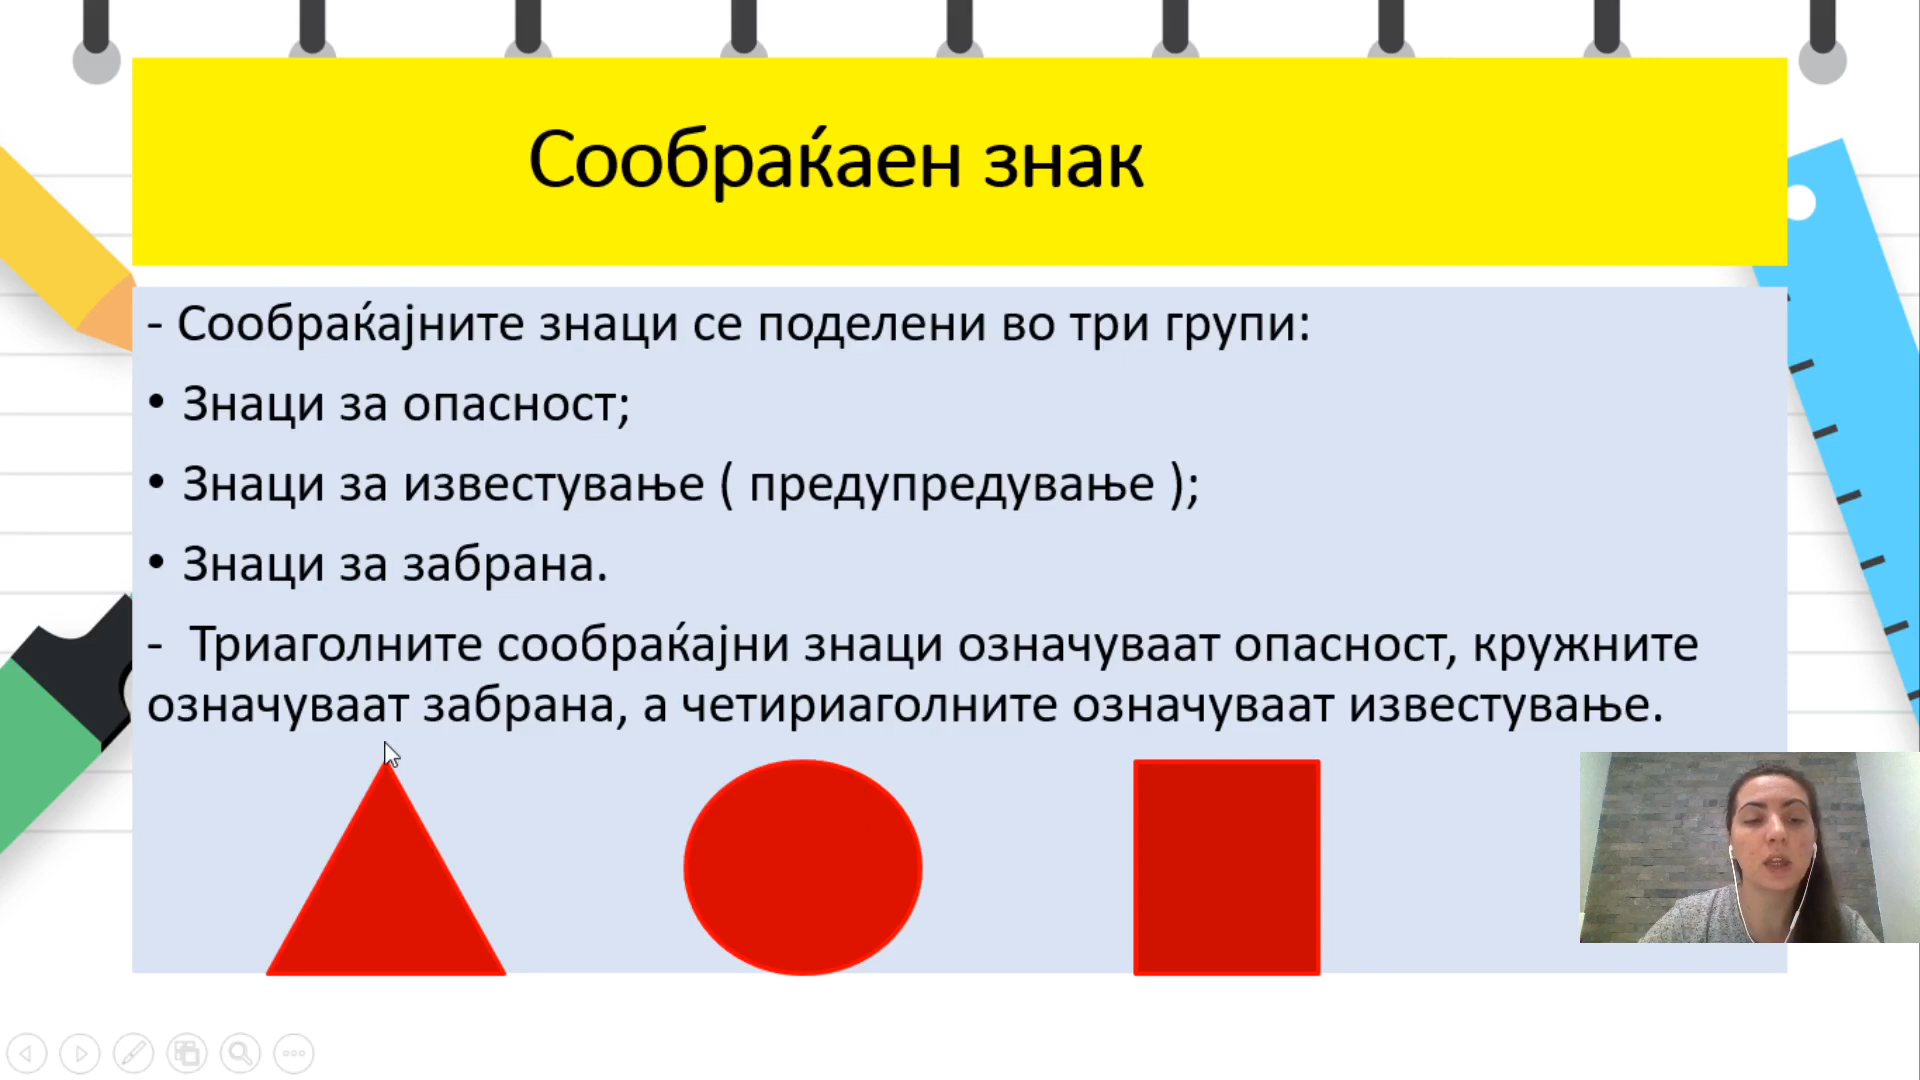 Сообраќаен знак
- Сообраќајните знаци се поделени во три групи:
• Знаци за опасност;
• Знаци за известување ( предупредување );
• Знаци за забрана.
- Триаголните сообраќајни знаци означуваат опасност, кружните
означуваат забрана, а четириаголните означуваат известување.